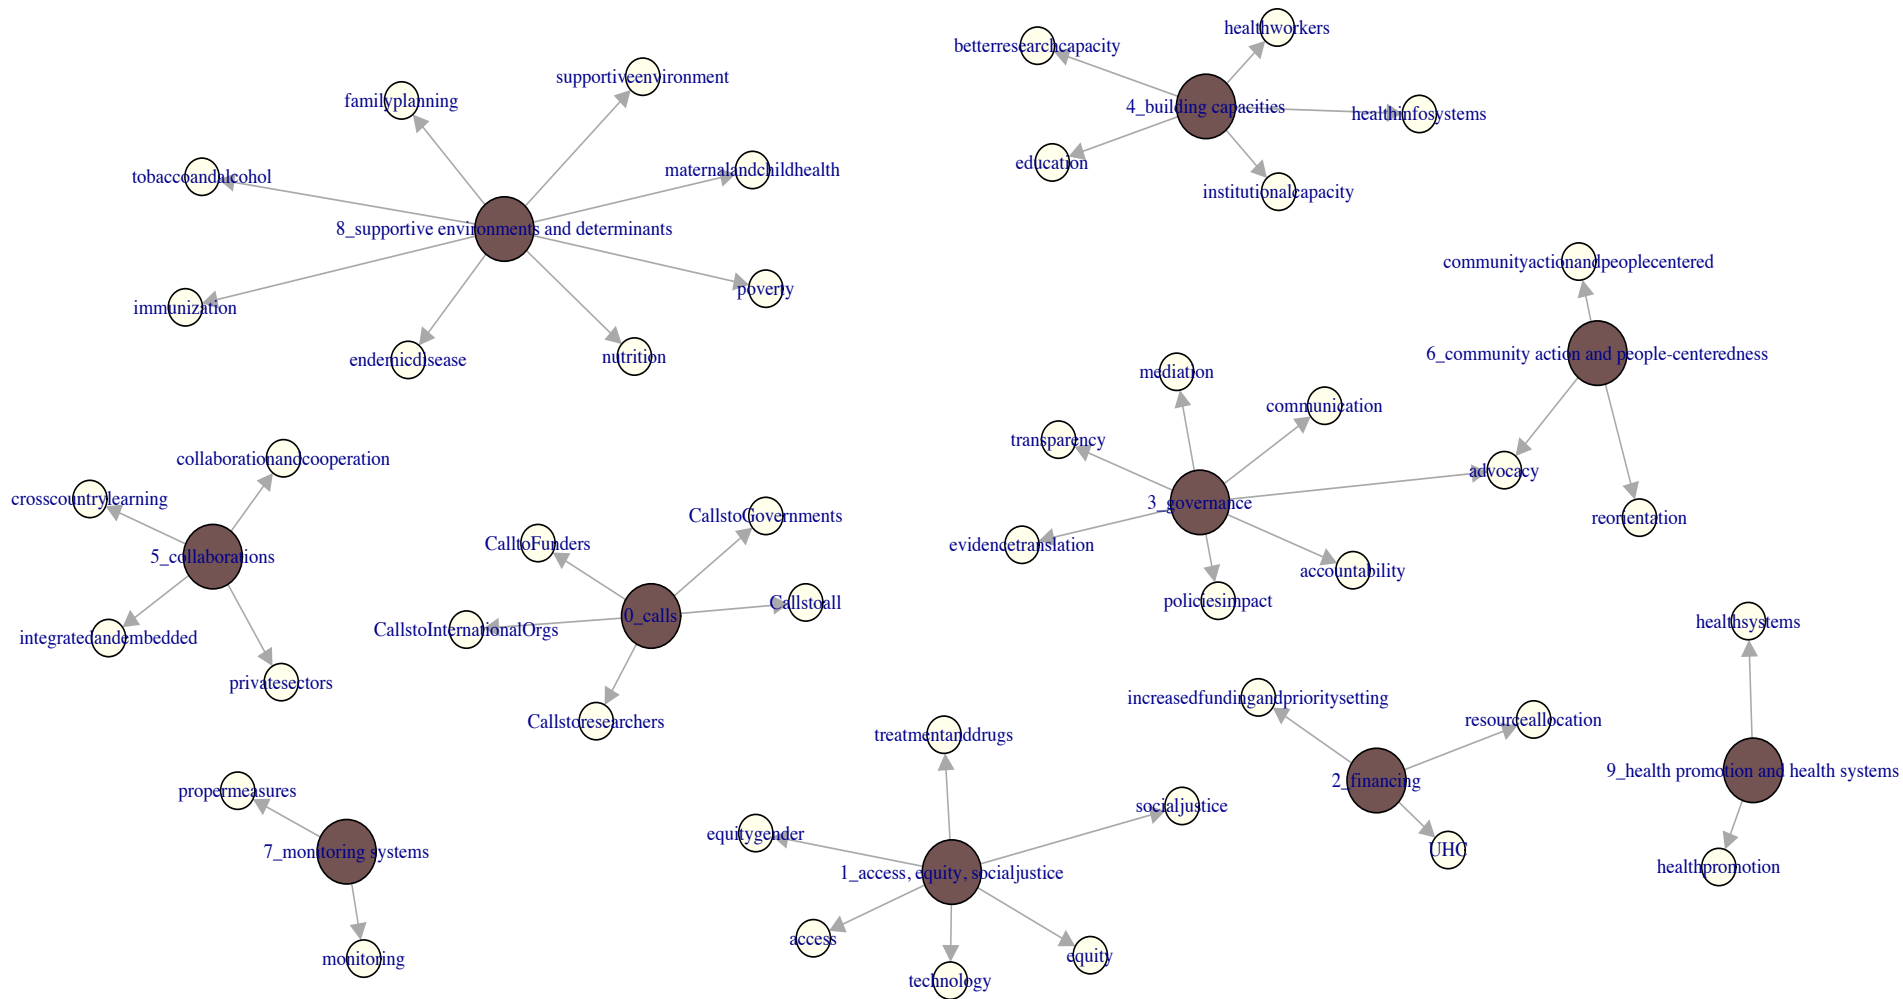 healthworkers
betterresearchcapacity
supportiveenvironment
familyplanning
4_building capacities
healthinfosystems
education
maternalandchildhealth
tobaccoandalcohol
institutionalcapacity
8_supportive environments and determinants
communityactionandpeoplecentered
poverty
immunization
6_community action and people-centeredness
nutrition
endemicdisease
mediation
communication
transparency
collaborationandcooperation
advocacy
crosscountrylearning
3_governance
CallstoGovernments
reorientation
CalltoFunders
evidencetranslation
5_collaborations
accountability
policiesimpact
Callstoall
0_calls
healthsystems
CallstoInternationalOrgs
integratedandembedded
privatesectors
increasedfundingandprioritysetting
resourceallocation
Callstoresearchers
treatmentanddrugs
9_health promotion and health systems
2_financing
propermeasures
socialjustice
equitygender
UHC
7_monitoring systems
healthpromotion
1_access, equity, socialjustice
access
equity
monitoring
technology